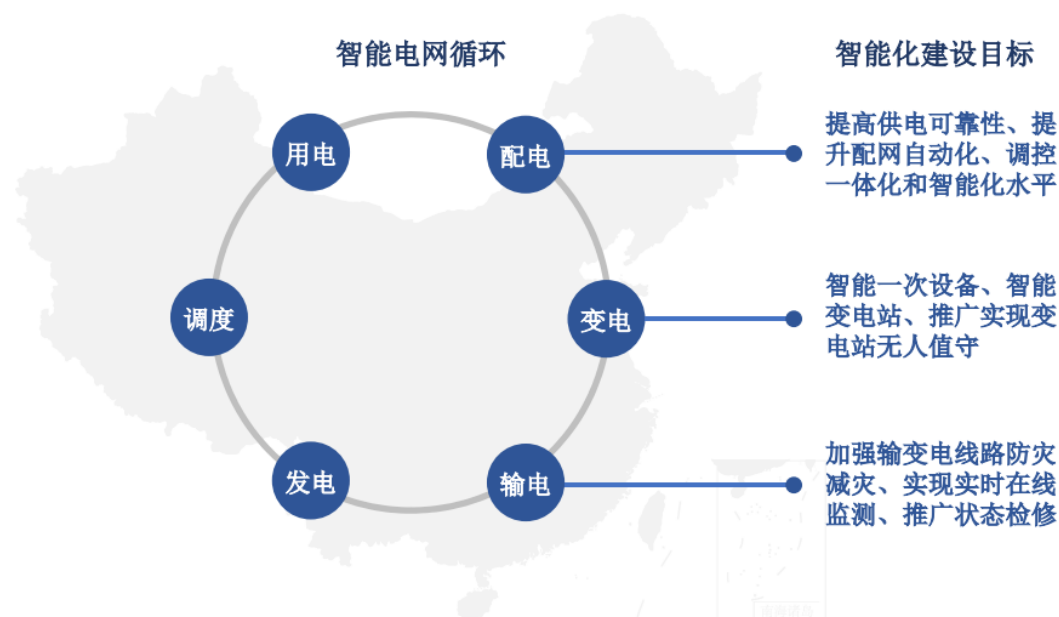 智能电网循环
智能化建设目标
用电
配电
提高供电可靠性、提
升配网自动化、调控
一体化和智能化水平
调度
变电
智能一次设备、智能
变电站、推广实现变
电站无人值守
发电
输电
加强输变电线路防灾
减灾、实现实时在线
监测、推广状态检修
南海诸岛